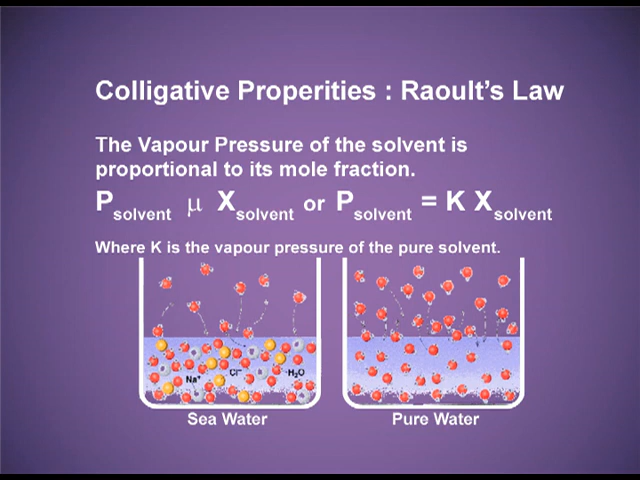 Colligative Properities : Raoult's Law
The Vapour Pressure of the solvent is
proportional to its mole fraction.
Psolvent μ Xsolvent or Psolvent = K Xsolvent
Where K is the vapour pressure of the pure solvent.
Na+ Cl- H2O
Sea Water Pure Water